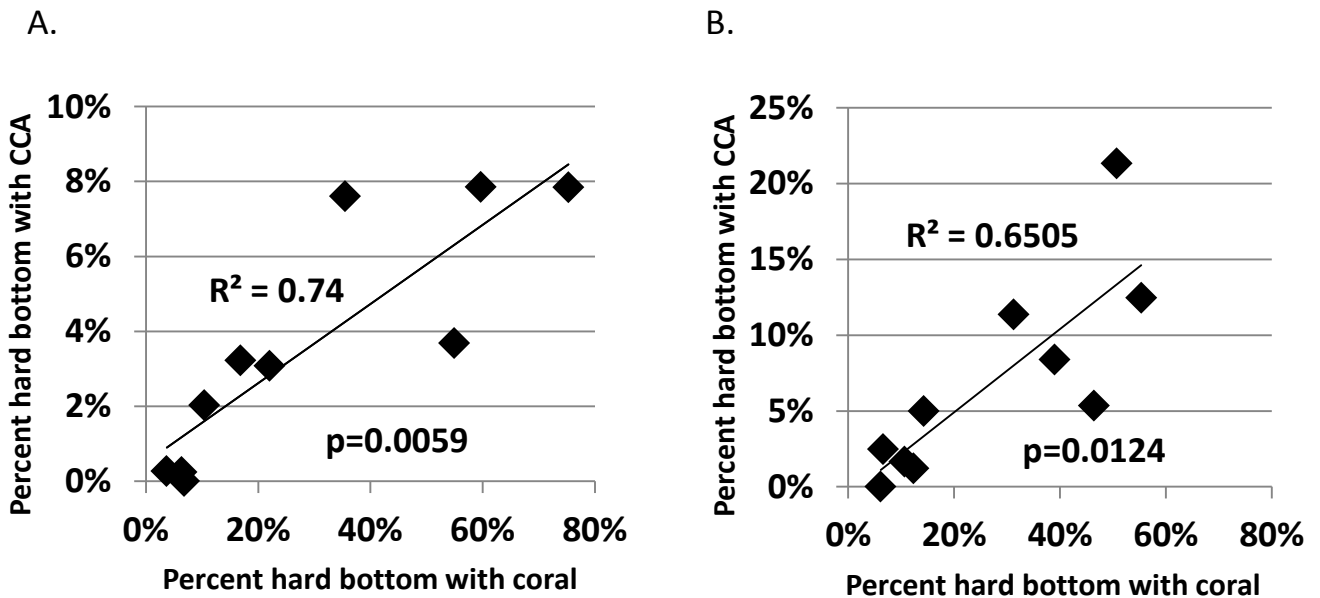 A.
Percent hard bottom with CCA
10%
8%
6%
4%
2%
0%
R² = 0.74
p=0.0059
0% 20% 40% 60% 80%
Percent hard bottom with coral
B.
Percent hard bottom with CCA
25%
20%
15%
10%
5%
0%
R² = 0.6505
p=0.0124
0% 20% 40% 60% 80%
Percent hard bottom with coral